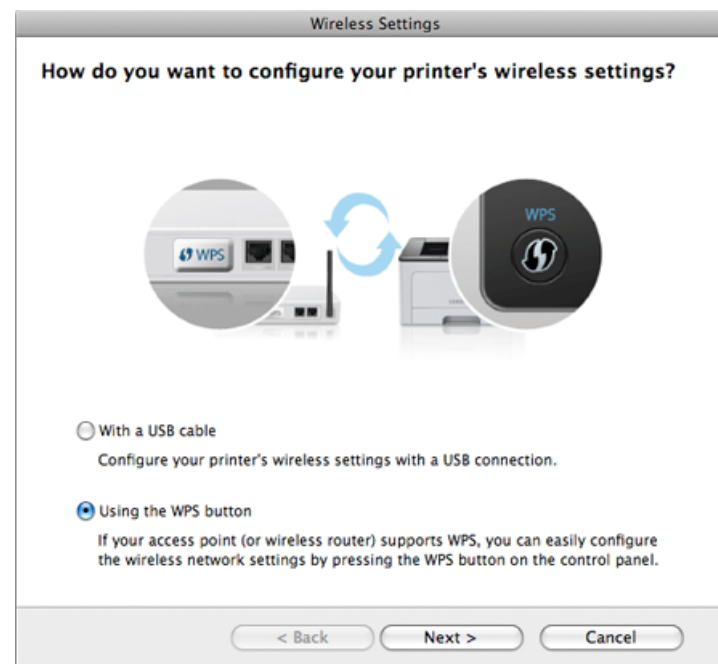 Wireless Settings
How do you want to configure your printer's wireless settings?
WPS
WPS
With a USB cable
Configure your printer's wireless settings with a USB connection.
Using the WPS button
If your access point (or wireless router) supports WPS, you can easily configure
the wireless network settings by pressing the WPS button on the control panel.
< Back
Next >
Cancel